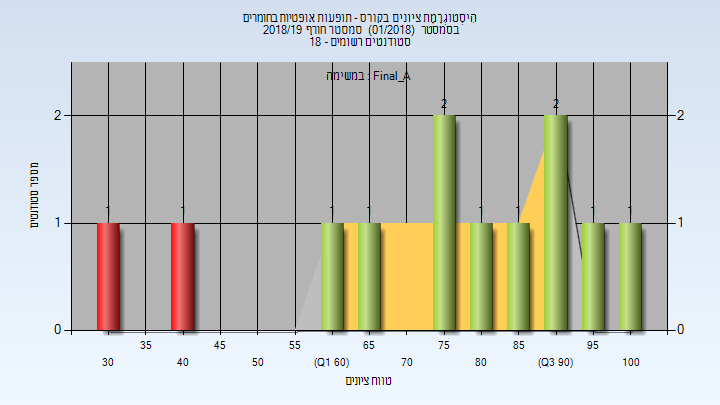 היסטוגרמת ציונים בקורס - תופעות אופטיות בחומרים
בסמסטר (01/2018) סמסטר חורף 2018/19
סטודנטים רשומים - 18
במשימה : Final_A
2 2
2 2
1 1 1 1 1 1 1 1
1 1
0 0
מספר סטודנטים
35 45 55 65 75 85 95
30 40 50 (Q1 60) 70 80 (Q3 90) 100
טווח ציונים